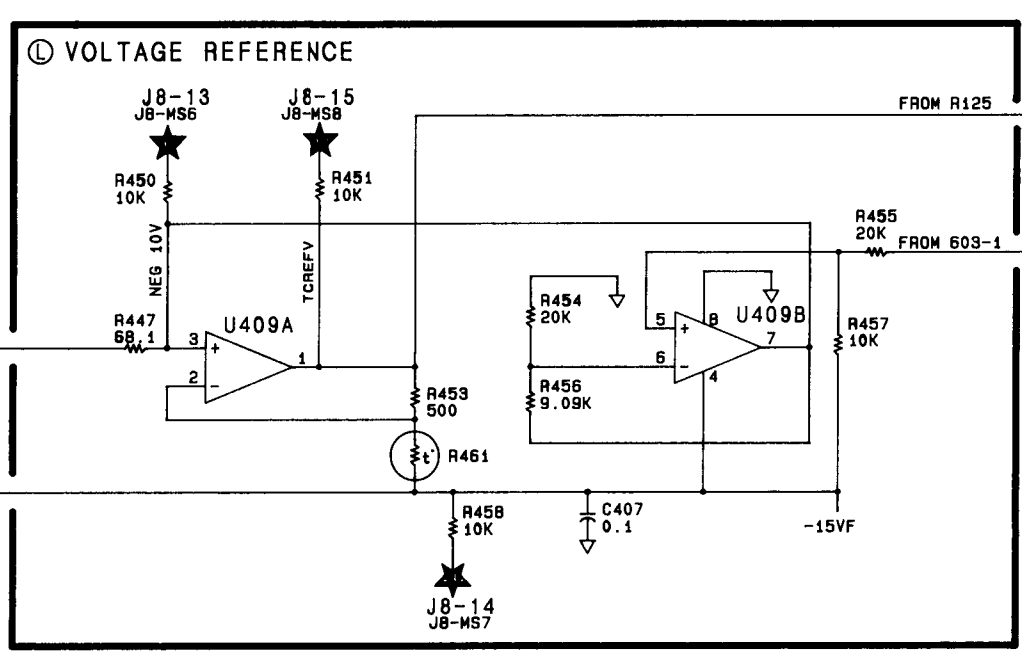 Ⓛ VOLTAGE REFERENCE
J8-13
J8-MS6
J8-15
J8-MS8
FROM R125
R450
10K
R451
10K
R455
20K
FROM 603-1
NEG 10V
TCREFV
R447
68.1
U409A
3
+
2
−
1
R453
500
t°
R461
R454
20K
R456
9.09K
5
+
6
−
8
U409B
7
4
R457
10K
R458
10K
C407
0.1
-15VF
J8-14
J8-MS7